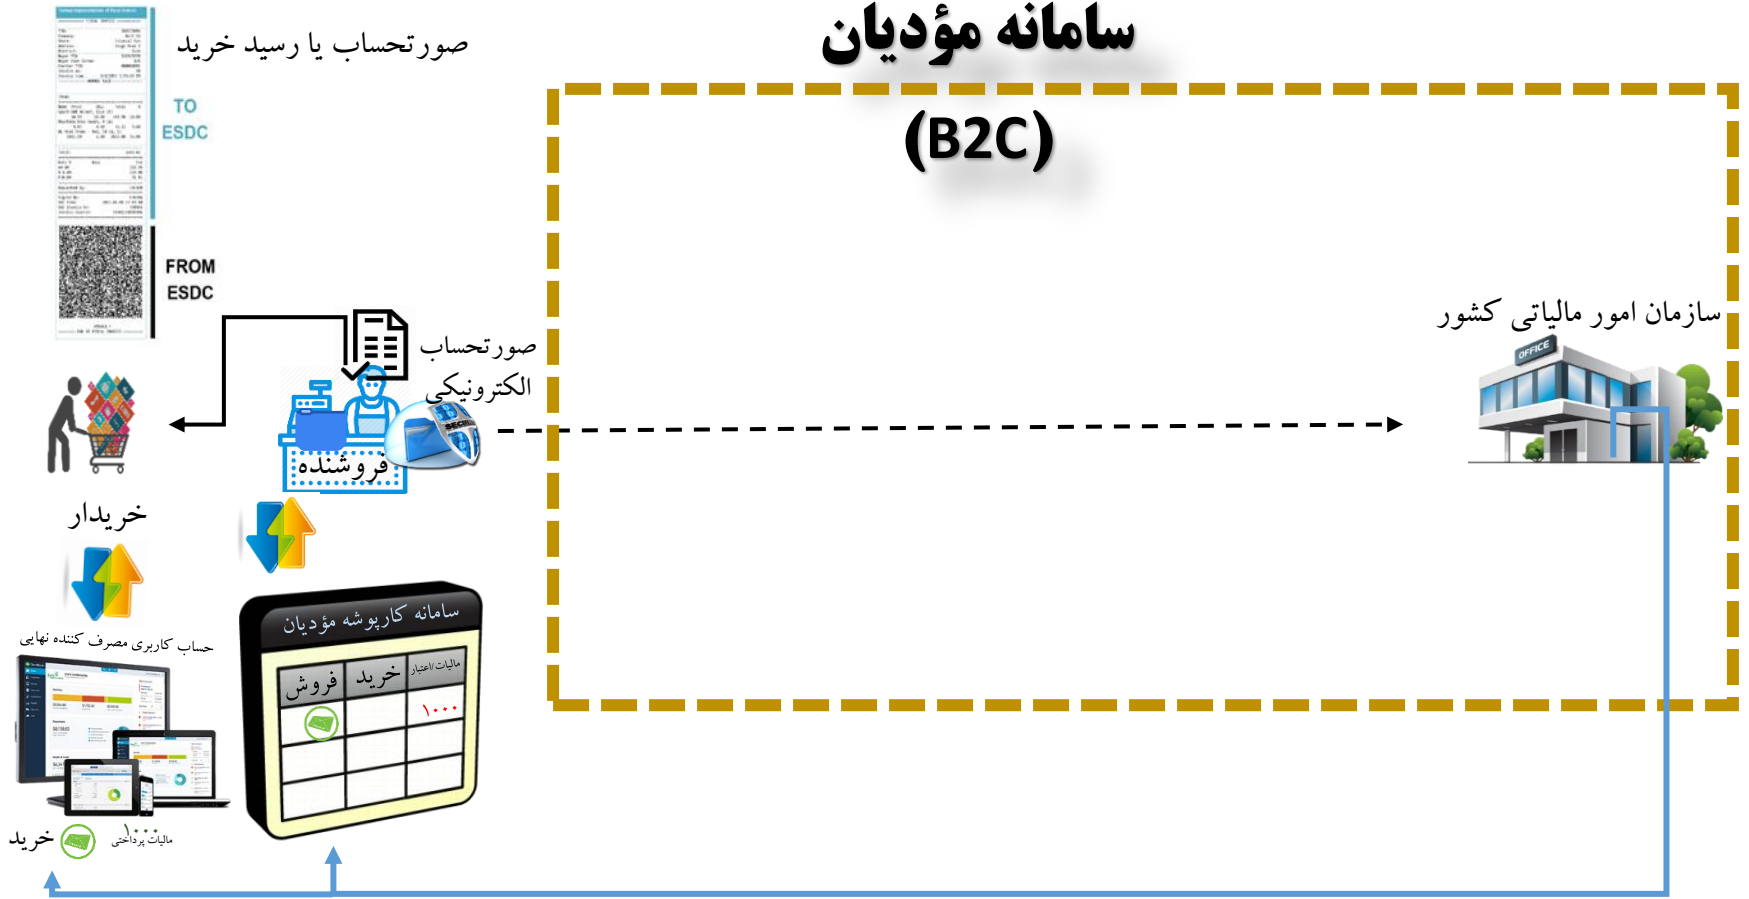 سامانه مؤدیان
(B2C)
صورتحساب یا رسید خرید
TO
ESDC
FROM
ESDC
صورتحساب
الکترونیکی
سازمان امور مالیاتی کشور
OFFICE
فروشنده
خریدار
حساب کاربری مصرف کننده نهایی
سامانه کارپوشه مؤدیان
فروش
خرید
مالیات/اعتبار
۱۰۰۰
خرید
۱۰۰۰
مالیات پرداختی